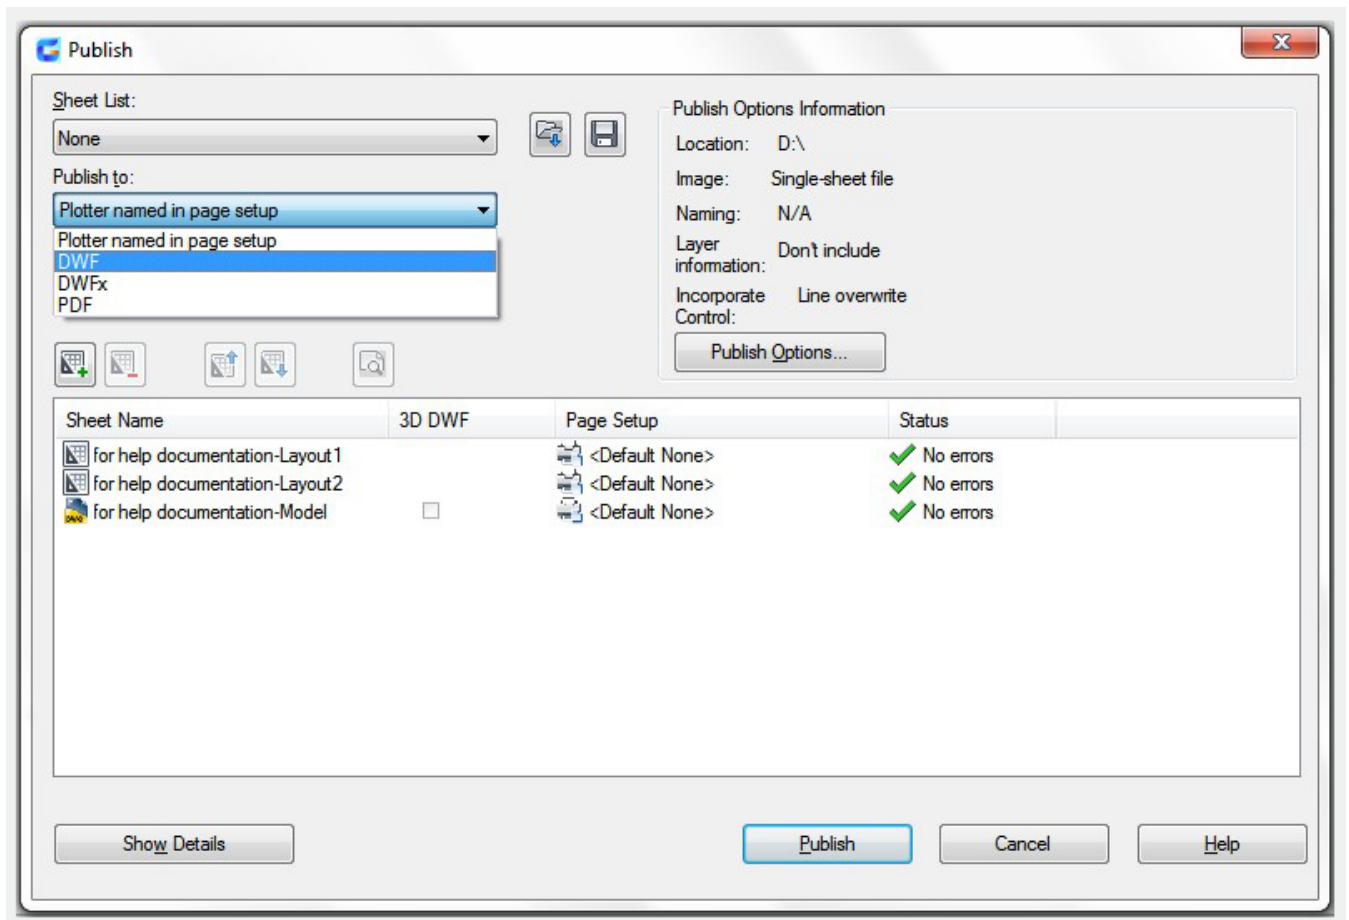 Publish
Sheet List:
None
Publish to:
Plotter named in page setup
Plotter named in page setup
DWF
DWFx
PDF
Publish Options Information
Location: D:\
Image: Single-sheet file
Naming: N/A
Layer information: Don't include
Incorporate Control: Line overwrite
Publish Options...
Sheet Name 3D DWF Page Setup Status
for help documentation-Layout1 <Default None> No errors
for help documentation-Layout2 <Default None> No errors
for help documentation-Model <Default None> No errors
Show Details Publish Cancel Help